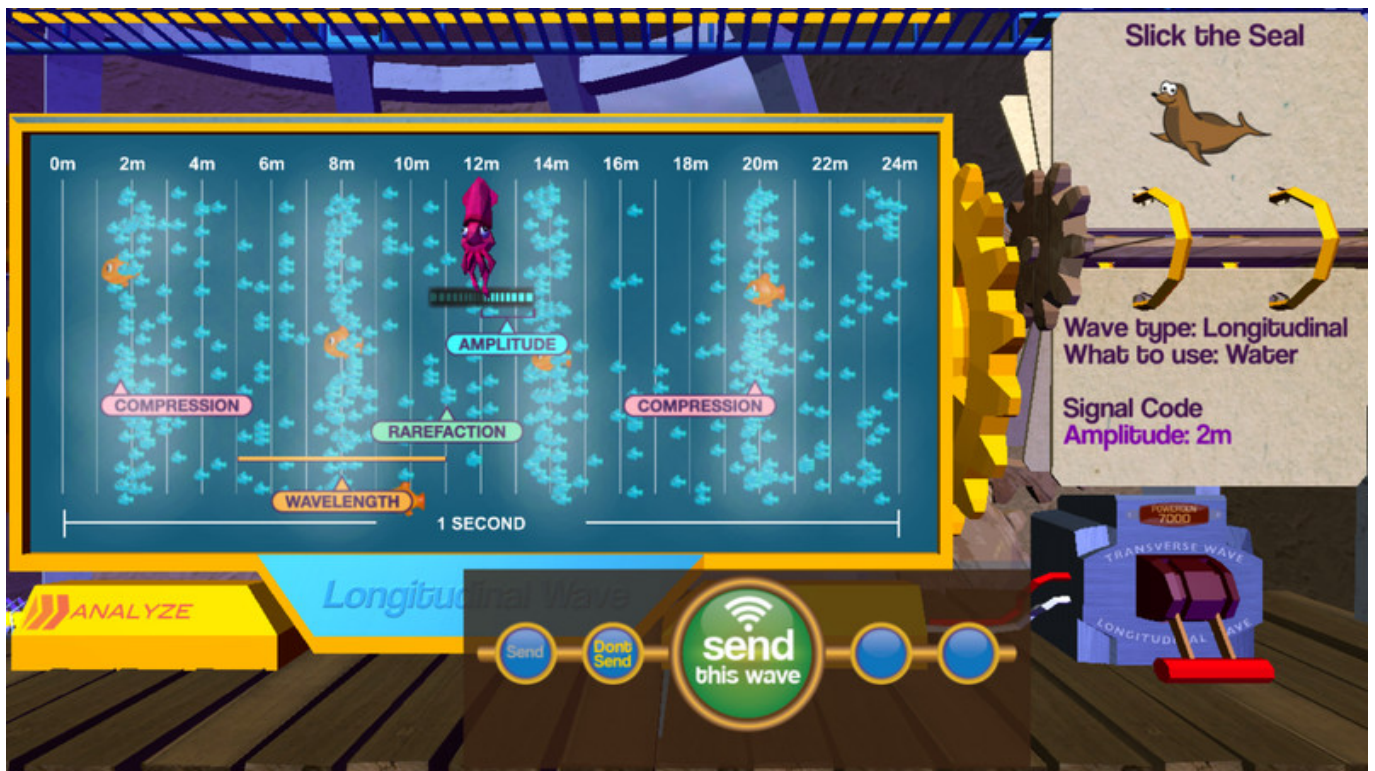 Slick the Seal
0m 2m 4m 6m 8m 10m 12m 14m 16m 18m 20m 22m 24m
AMPLITUDE
Wave type: Longitudinal
What to use: Water
COMPRESSION
COMPRESSION
Signal Code
Amplitude: 2m
RAREFACTION
WAVELENGTH
1 SECOND
POWERGEN
7000
TRANSVERSE WAVE
LONGITUDINAL WAVE
ANALYZE
Longitudinal Wave
Send
Dont
Send
send
this wave